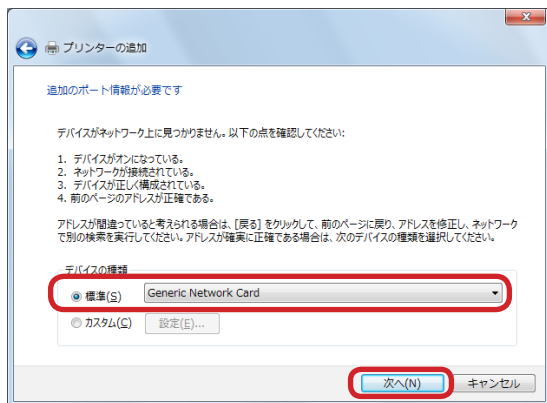 プリンターの追加
追加のポート情報が必要です
デバイスがネットワーク上に見つかりません。以下の点を確認してください:
1. デバイスがオンになっている。
2. ネットワークが接続されている。
3. デバイスが正しく構成されている。
4. 前のページのアドレスが正確である。
アドレスが間違っていると考えられる場合は、[戻る] をクリックして、前のページに戻り、アドレスを修正し、ネットワーク
で別の検索を実行してください。アドレスが確実に正確である場合は、次のデバイスの種類を選択してください。
デバイスの種類
標準(S) Generic Network Card
カスタム(C) 設定(E)...
次へ(N) キャンセル